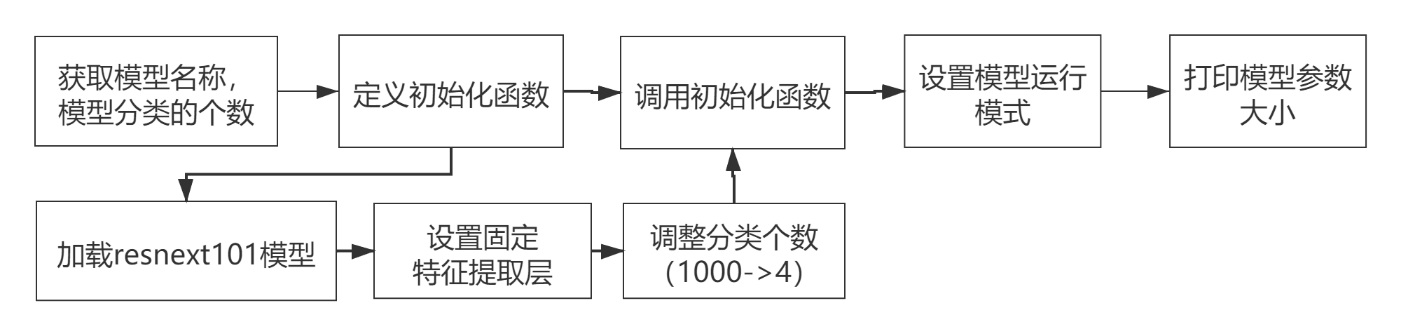 获取模型名称，
模型分类的个数
定义初始化函数
调用初始化函数
设置模型运行
模式
打印模型参数
大小
加载resnext101模型
设置固定
特征提取层
调整分类个数
（1000->4）